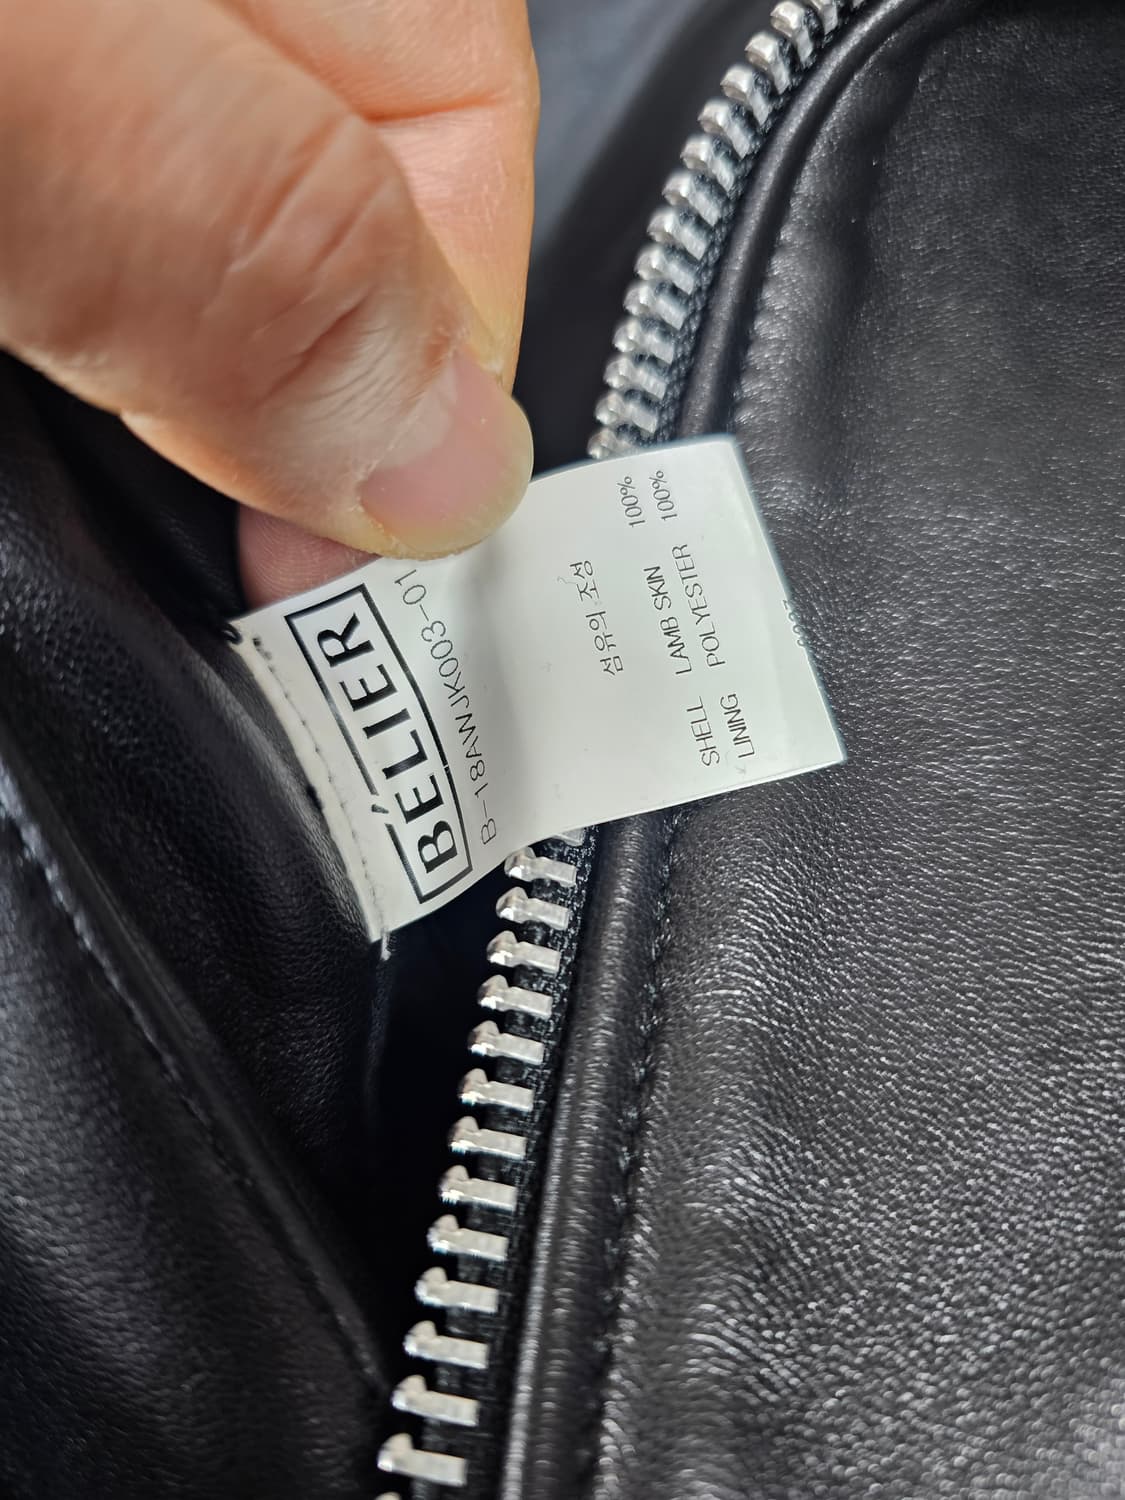 BÉLIER
B-18AWJK003-01
섬유의 조성
SHELL LAMB SKIN 100%
LINING POLYESTER 100%